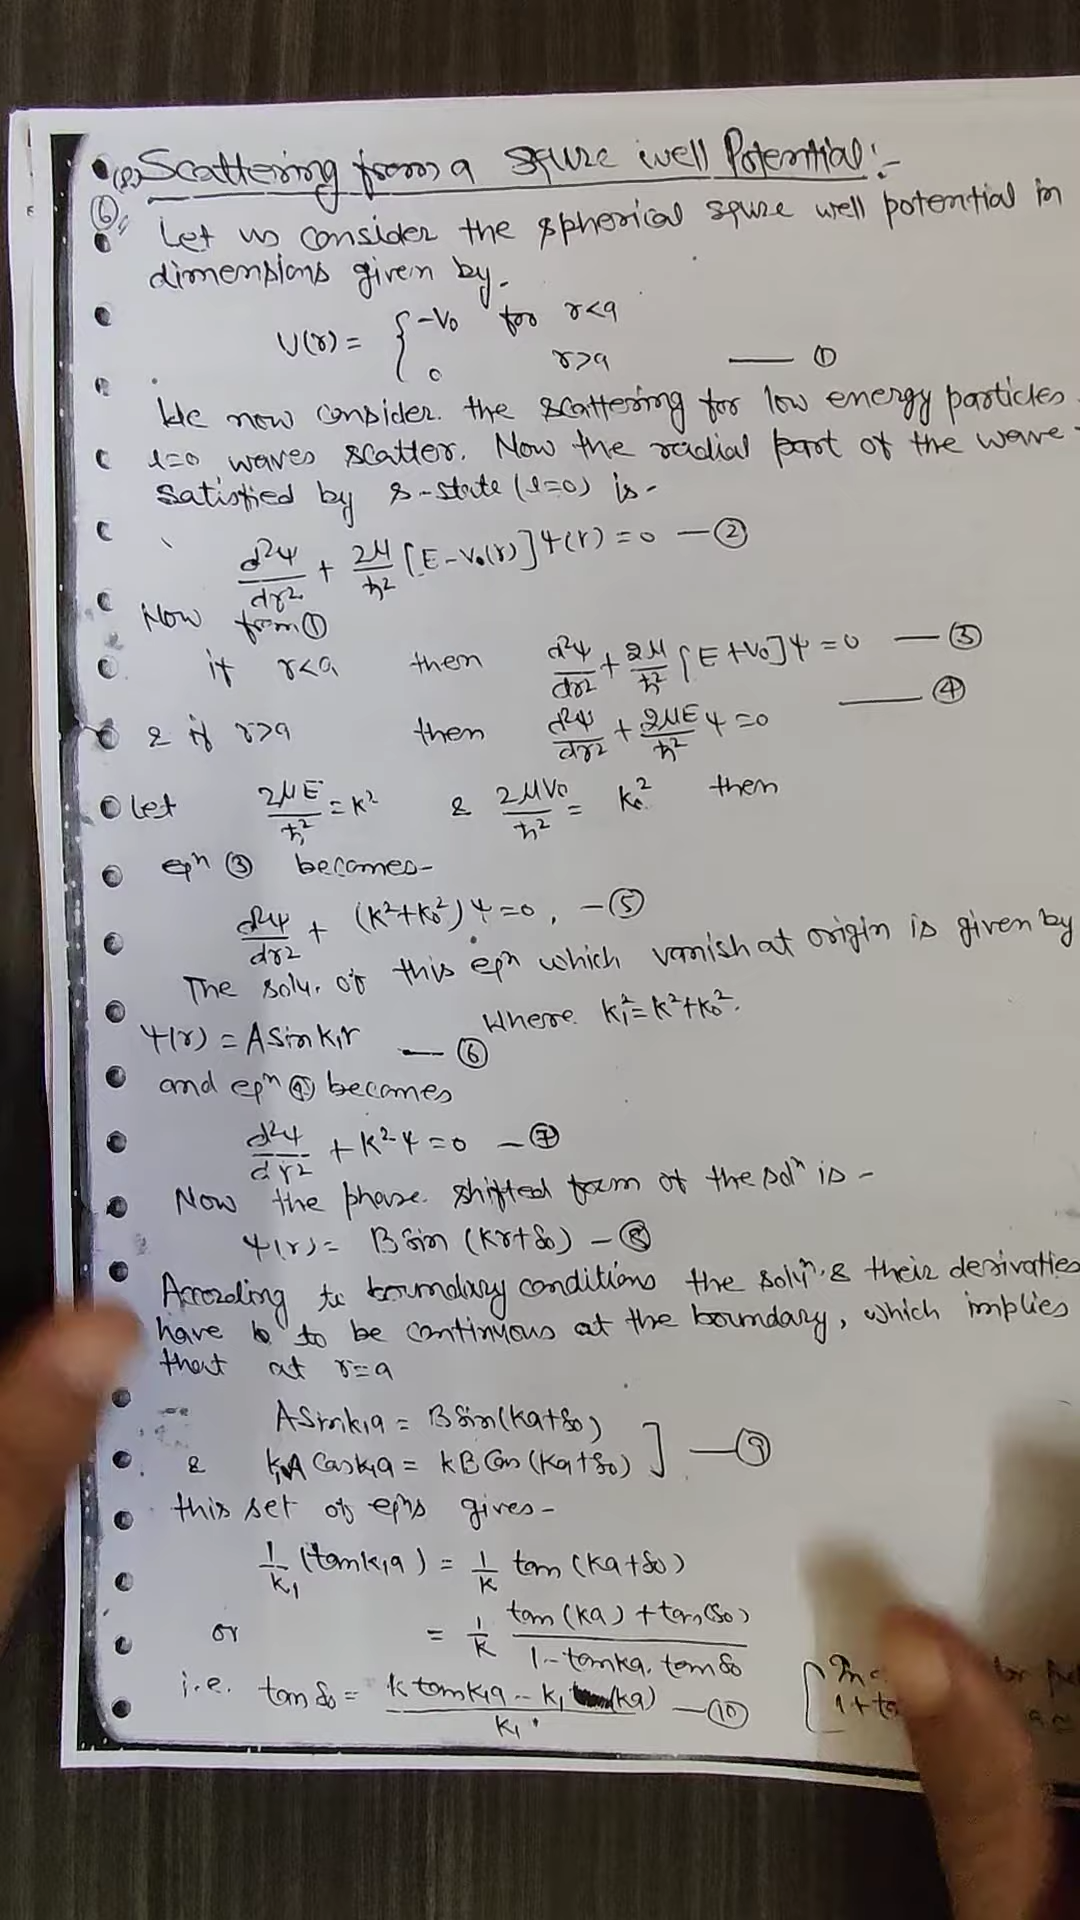 (8) Scattering from a squre well Potential:-
⑥ Let us consider the spherical squre well potential in
dimensions given by-
U(r) = { -V₀ for r<a
0 r>a — ①
We now consider. the scattering for low energy particles
l=0 waves scatter. Now the radial part of the wave
satisfied by s-state (l=0) is-
d²ψ/dr² + 2μ/ħ² [E-V₀(r)]ψ(r) = 0 — ②
Now from ①
if r<a then d²ψ/dr² + 2μ/ħ² [E+V₀]ψ = 0 — ③
& if r>a then d²ψ/dr² + 2μE/ħ² ψ = 0 — ④
Let 2μE/ħ² = k² & 2μV₀/ħ² = k₀² then
eqⁿ ③ becomes-
d²ψ/dr² + (k²+k₀²)ψ = 0, — ⑤
The solu. of this eqⁿ which vanish at origin is given by
ψ(r) = A sin k₁r — ⑥ Where k₁² = k²+k₀².
and eqⁿ ④ becomes
d²ψ/dr² + k²ψ = 0 — ⑦
Now the phase. shifted form of the solⁿ is -
ψ(r) = B sin (kr+δ₀) — ⑧
According to boundary conditions the solyⁿ. & their derivaties
have to be continuous at the boundary, which implies
that at r=a
A sin k₁a = B sin(ka+δ₀)
& k₁A Cos k₁a = kB Cos (ka+δ₀) ] — ⑨
this set of eqⁿs gives-
1/k₁ (tan k₁a) = 1/k tan (ka+δ₀)
or = 1/k tan (ka) + tan(δ₀) / 1 - tan ka. tan δ₀
i.e. tan δ₀ = k tan k₁a - k₁ (ka) / k₁ — ⑩